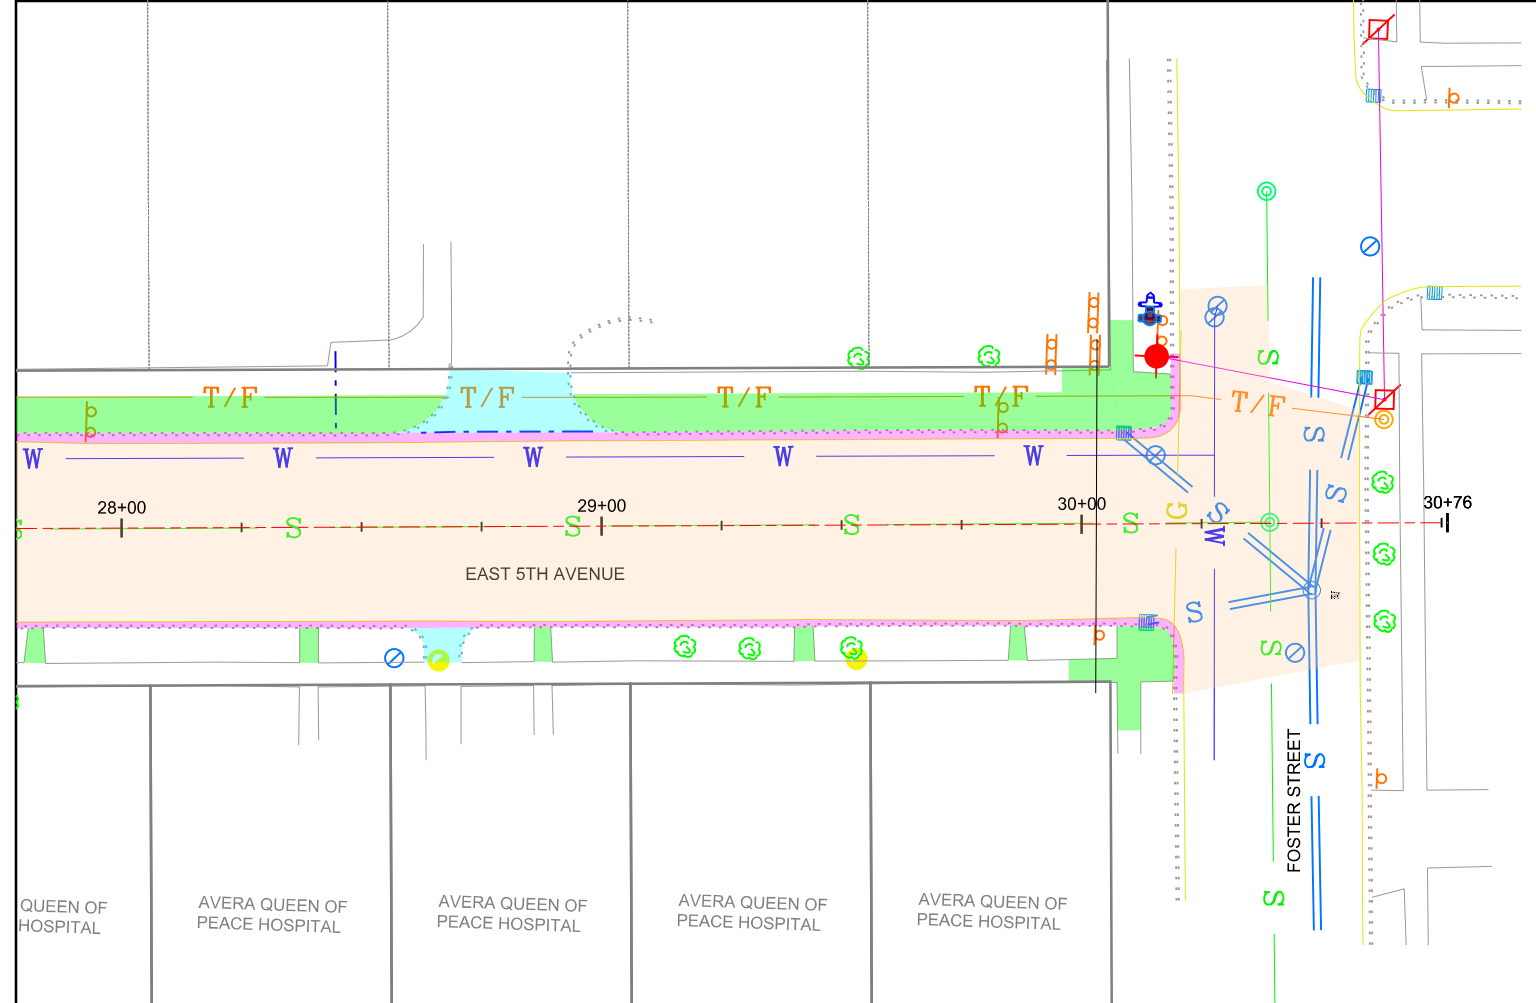 T/F T/F T/F T/F
T/F
W W W W W
28+00 29+00 30+00 30+76
S S S S
EAST 5TH AVENUE
S
S
S
G
S
W
S
S
S
S
S
FOSTER STREET
QUEEN OF
HOSPITAL
AVERA QUEEN OF
PEACE HOSPITAL
AVERA QUEEN OF
PEACE HOSPITAL
AVERA QUEEN OF
PEACE HOSPITAL
AVERA QUEEN OF
PEACE HOSPITAL